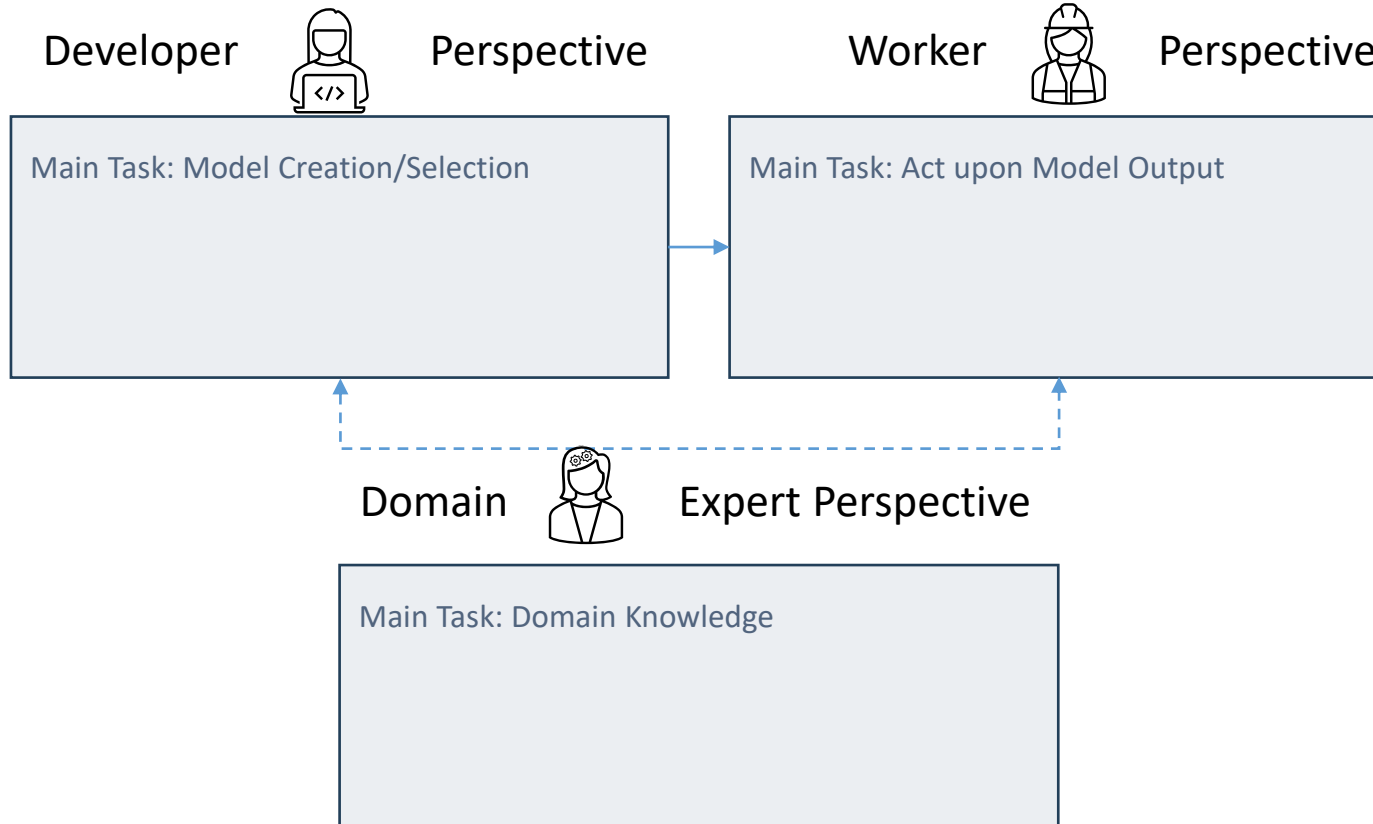 Developer Perspective
Worker Perspective
</>
Main Task: Model Creation/Selection
Main Task: Act upon Model Output
Domain Expert Perspective
Main Task: Domain Knowledge